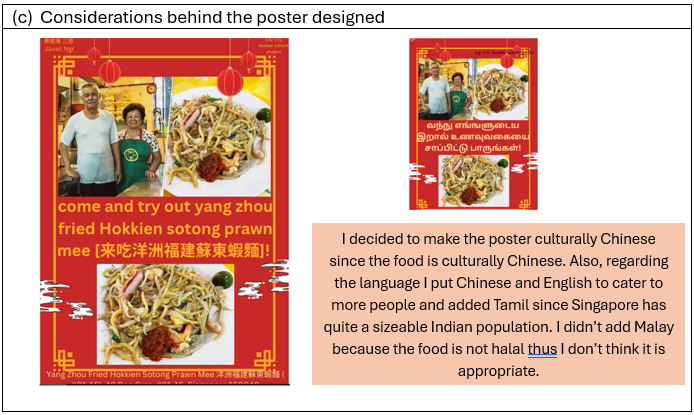 (c) Considerations behind the poster designed
Javan Ngr
project
come and try out yang zhou
fried Hokkien sotong prawn
mee [来吃洋洲福建蘇東蝦麵]!
Yang Zhou Fried Hokkien Sotong Prawn Mee 洋洲福建蘇東蝦麵 (
வந்து எங்களுடைய
இறால் உணவுவகையை
சாப்பிட்டு பாருங்கள்!
I decided to make the poster culturally Chinese
since the food is culturally Chinese. Also, regarding
the language I put Chinese and English to cater to
more people and added Tamil since Singapore has
quite a sizeable Indian population. I didn’t add Malay
because the food is not halal thus I don’t think it is
appropriate.